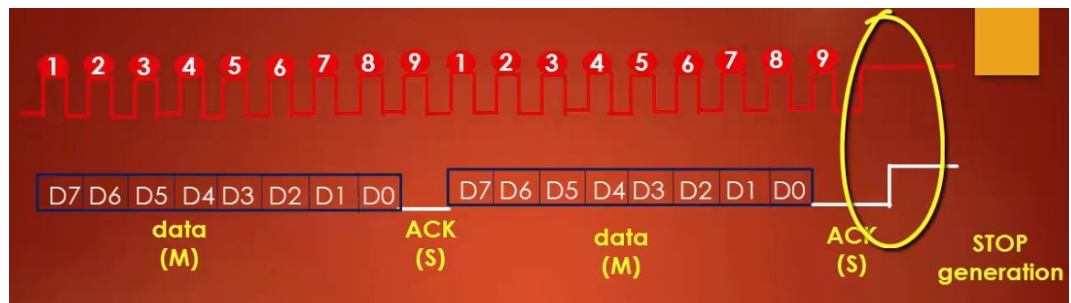 1 2 3 4 5 6 7 8 9 1 2 3 4 5 6 7 8 9
D7 D6 D5 D4 D3 D2 D1 D0 D7 D6 D5 D4 D3 D2 D1 D0
data ACK data ACK STOP
(M) (S) (M) (S) generation